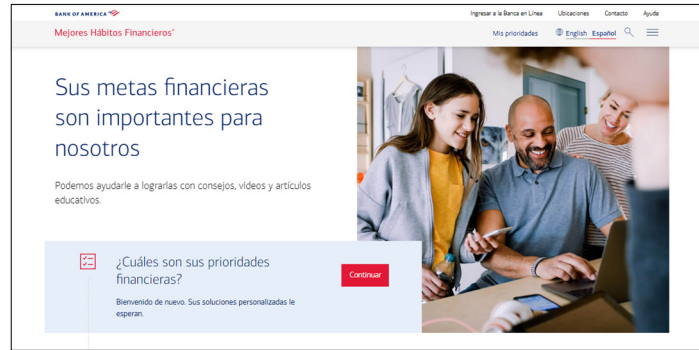 BANK OF AMERICA
Ingresar a la Banca en Línea Ubicaciones Contacto Ayuda
Mejores Hábitos Financieros®
Mis prioridades English Español
Sus metas financieras
son importantes para
nosotros
Podemos ayudarle a lograrlas con consejos, videos y artículos
educativos.
¿Cuáles son sus prioridades
financieras?
Continuar
Bienvenido de nuevo. Sus soluciones personalizadas le
esperan.